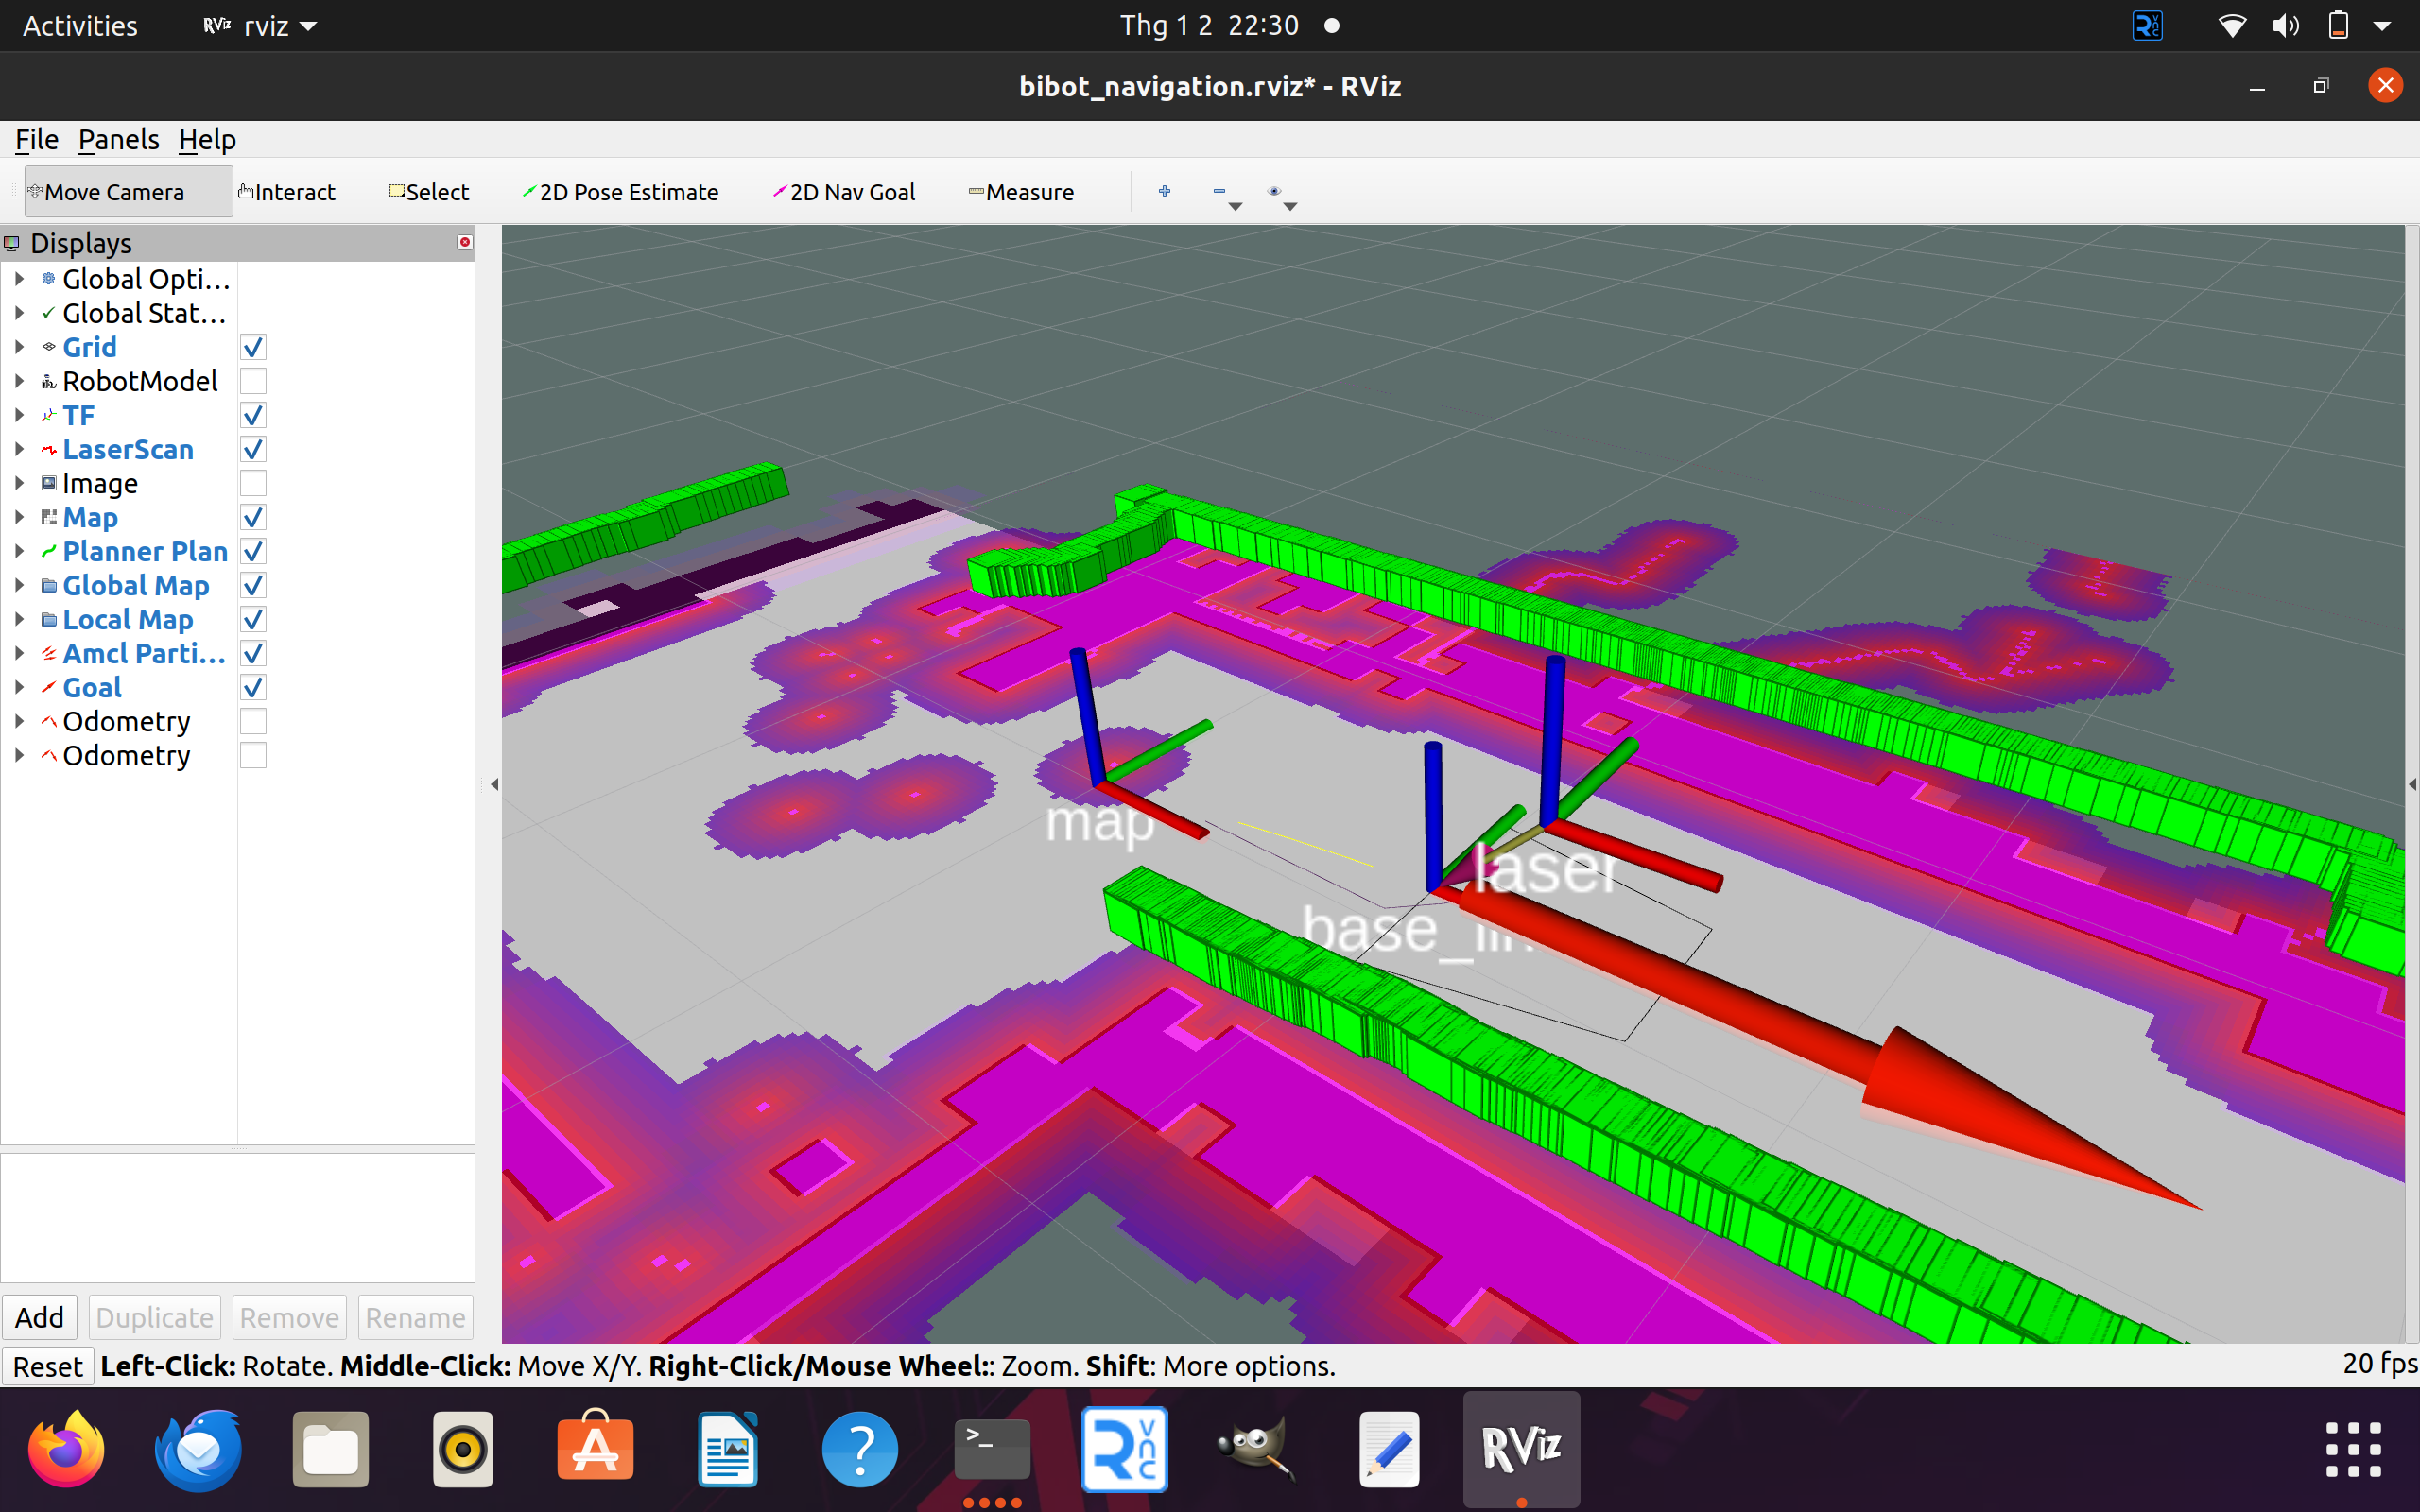 Activities rviz Thg 1 2 22:30
bibot_navigation.rviz* - RViz
File Panels Help
Move Camera Interact Select 2D Pose Estimate 2D Nav Goal Measure
Displays
Global Opti...
Global Stat...
Grid
RobotModel
TF
LaserScan
Image
Map
Planner Plan
Global Map
Local Map
Amcl Parti...
Goal
Odometry
Odometry
map
laser
Add Duplicate Remove Rename
Reset Left-Click: Rotate. Middle-Click: Move X/Y. Right-Click/Mouse Wheel:: Zoom. Shift: More options. 20 fps
RViz